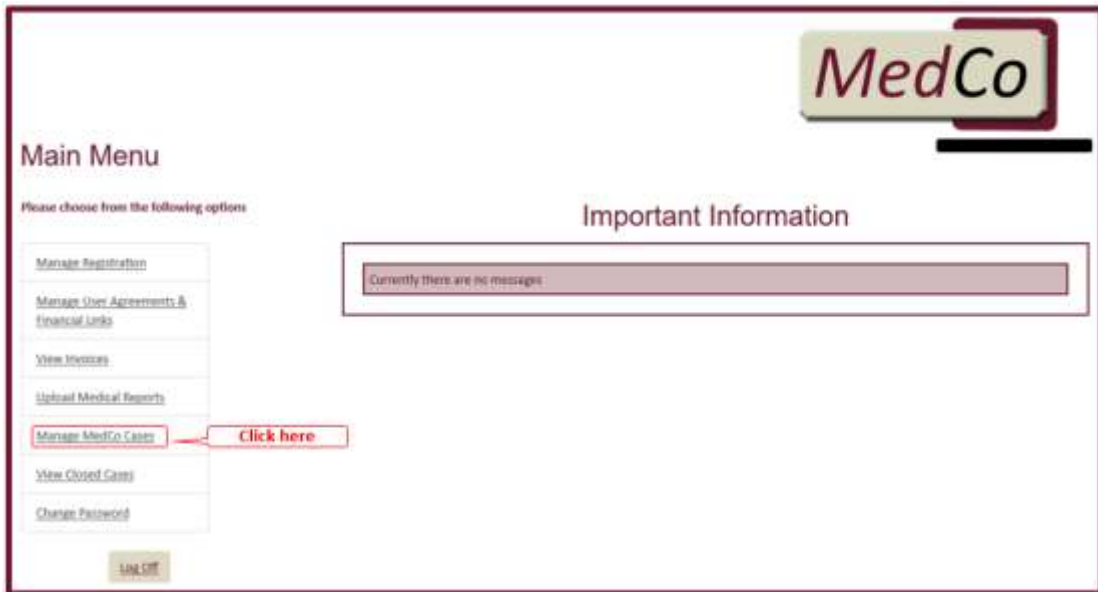 MedCo
Main Menu
Please choose from the following options
Important Information
Manage Registration
Currently there are no messages
Manage User Agreements &
Financial Links
View Invoices
Upload Medical Reports
Manage MedCo Cases
Click here
View Closed Cases
Change Password
Log Off